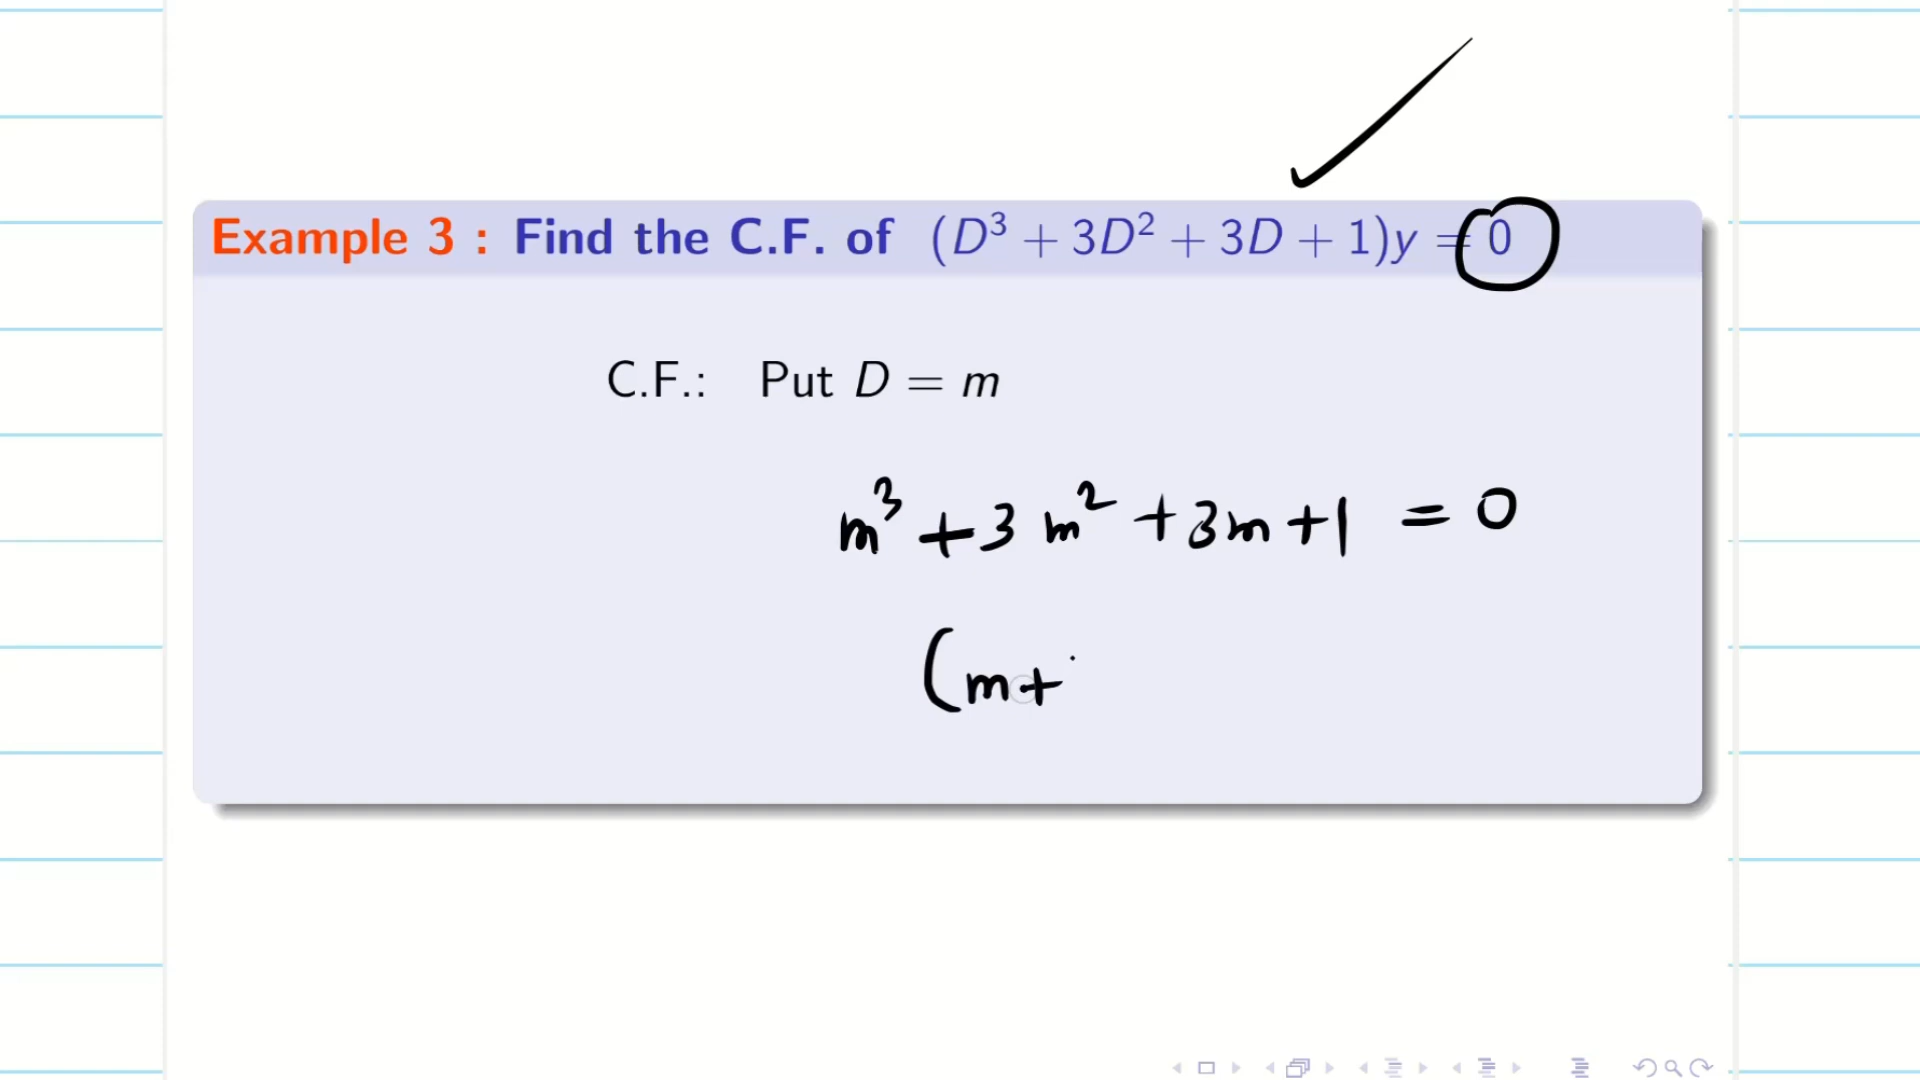 Example 3 : Find the C.F. of (D³ + 3D² + 3D + 1)y = 0
C.F.: Put D = m
m³ + 3m² + 3m + 1 = 0
(m+